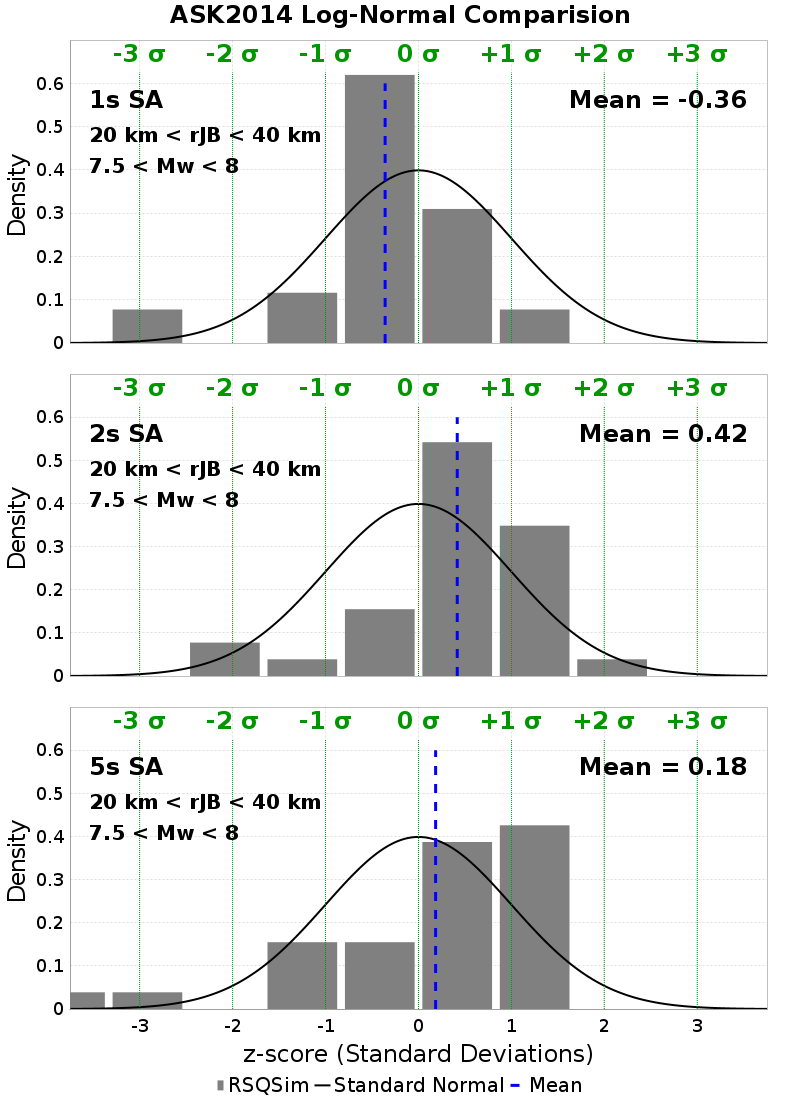 ASK2014 Log-Normal Comparision
-3 σ -2 σ -1 σ 0 σ +1 σ +2 σ +3 σ
1s SA Mean = -0.36
20 km < rJB < 40 km
7.5 < Mw < 8
0.6
0.5
0.4
0.3
0.2
0.1
0
Density
-3 σ -2 σ -1 σ 0 σ +1 σ +2 σ +3 σ
2s SA Mean = 0.42
20 km < rJB < 40 km
7.5 < Mw < 8
0.6
0.5
0.4
0.3
0.2
0.1
0
Density
-3 σ -2 σ -1 σ 0 σ +1 σ +2 σ +3 σ
5s SA Mean = 0.18
20 km < rJB < 40 km
7.5 < Mw < 8
0.6
0.5
0.4
0.3
0.2
0.1
0
Density
-3 -2 -1 0 1 2 3
z-score (Standard Deviations)
RSQSim Standard Normal Mean